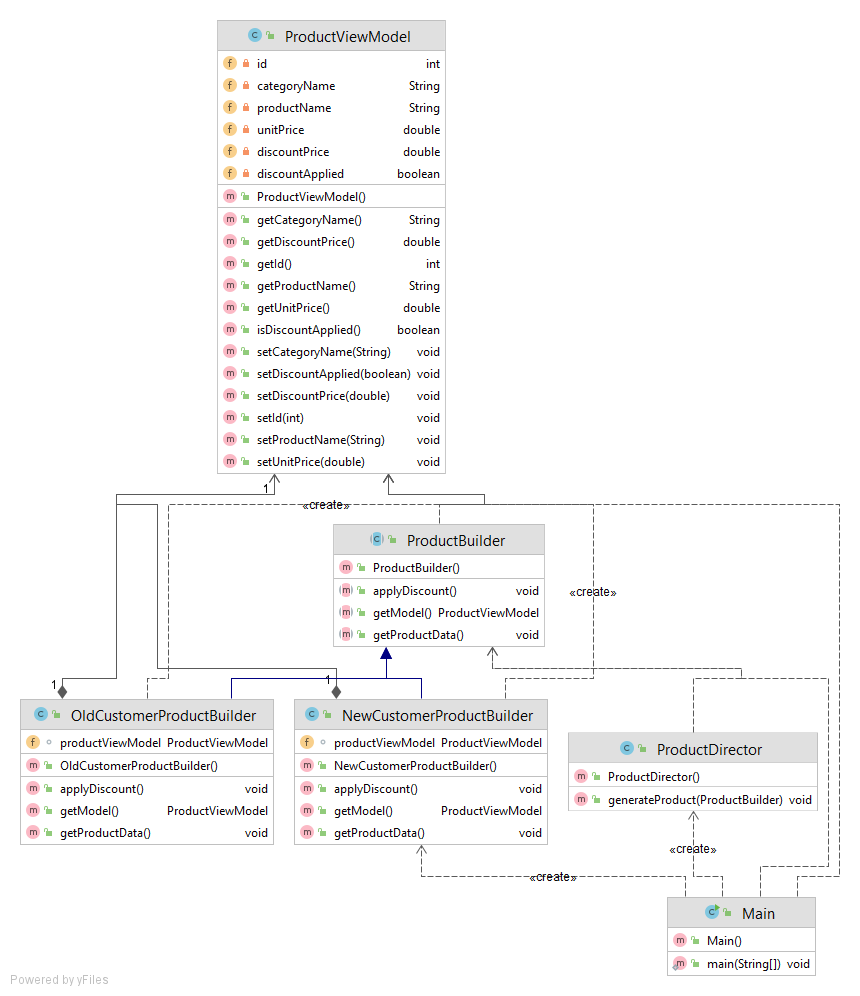 ProductViewModel
f id int
f categoryName String
f productName String
f unitPrice double
f discountPrice double
f discountApplied boolean
m ProductViewModel()
m getCategoryName() String
m getDiscountPrice() double
m getId() int
m getProductName() String
m getUnitPrice() double
m isDiscountApplied() boolean
m setCategoryName(String) void
m setDiscountApplied(boolean) void
m setDiscountPrice(double) void
m setId(int) void
m setProductName(String) void
m setUnitPrice(double) void
1
«create»
C ProductBuilder
m ProductBuilder()
m applyDiscount() void
m getModel() ProductViewModel
m getProductData() void
«create»
1
1
C OldCustomerProductBuilder
f productViewModel ProductViewModel
m OldCustomerProductBuilder()
m applyDiscount() void
m getModel() ProductViewModel
m getProductData() void
C NewCustomerProductBuilder
f productViewModel ProductViewModel
m NewCustomerProductBuilder()
m applyDiscount() void
m getModel() ProductViewModel
m getProductData() void
C ProductDirector
m ProductDirector()
m generateProduct(ProductBuilder) void
«create»
«create»
C Main
m Main()
m main(String[]) void
Powered by yFiles